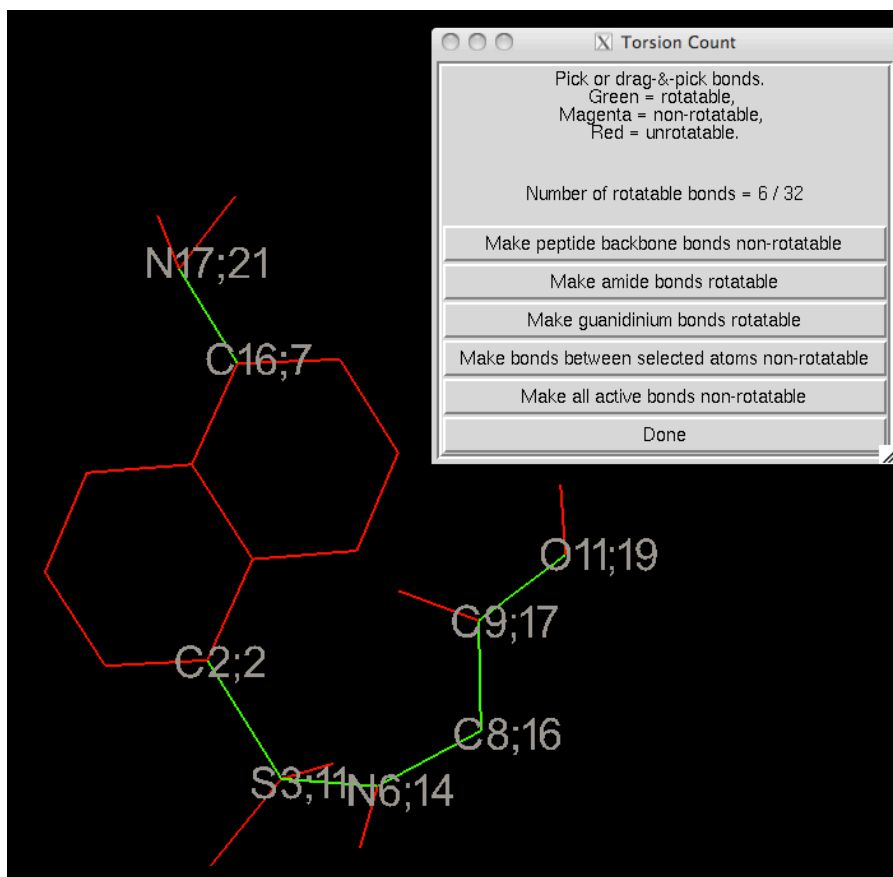 Torsion Count
Pick or drag-&-pick bonds.
Green = rotatable,
Magenta = non-rotatable,
Red = unrotatable.
Number of rotatable bonds = 6 / 32
Make peptide backbone bonds non-rotatable
Make amide bonds rotatable
Make guanidinium bonds rotatable
Make bonds between selected atoms non-rotatable
Make all active bonds non-rotatable
Done
N17;21
C16;7
O11;19
C9;17
C2;2
C8;16
S3;11
N6;14